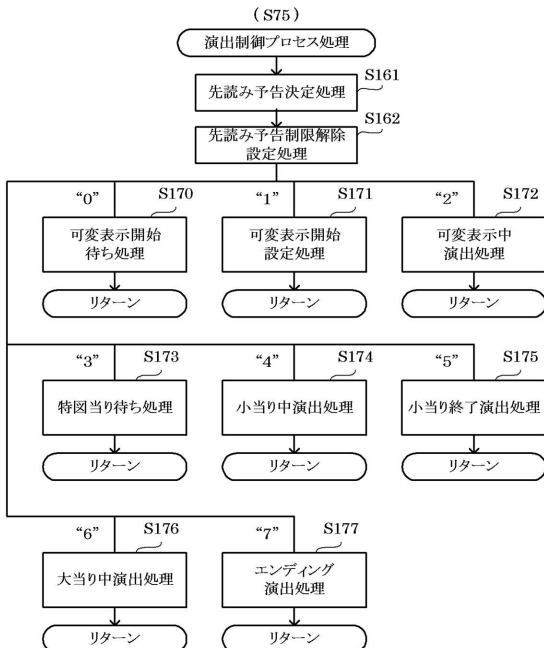 (S75)
演出制御プロセス処理
S161
先読み予告決定処理
S162
先読み予告制限解除
設定処理
“0”
S170
可変表示開始
待ち処理
リターン
“1”
S171
可変表示開始
設定処理
リターン
“2”
S172
可変表示中
演出処理
リターン
“3”
S173
特図当り待ち処理
リターン
“4”
S174
小当り中演出処理
リターン
“5”
S175
小当り終了演出処理
リターン
“6”
S176
大当り中演出処理
リターン
“7”
S177
エンディング
演出処理
リターン